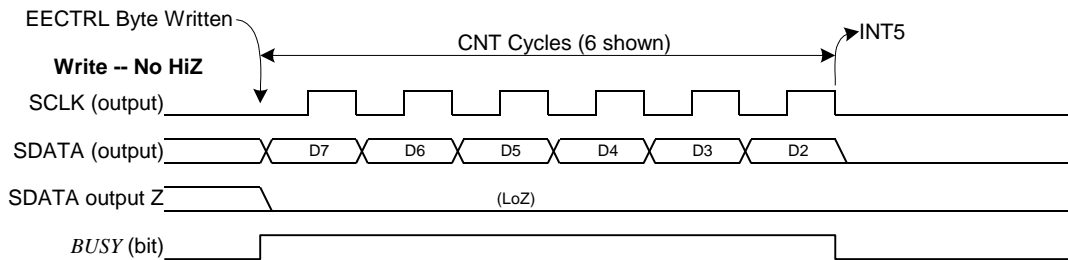 EECTRL Byte Written
CNT Cycles (6 shown)
INT5
Write -- No HiZ
SCLK (output)
SDATA (output)
D7 D6 D5 D4 D3 D2
SDATA output Z
(LoZ)
BUSY (bit)